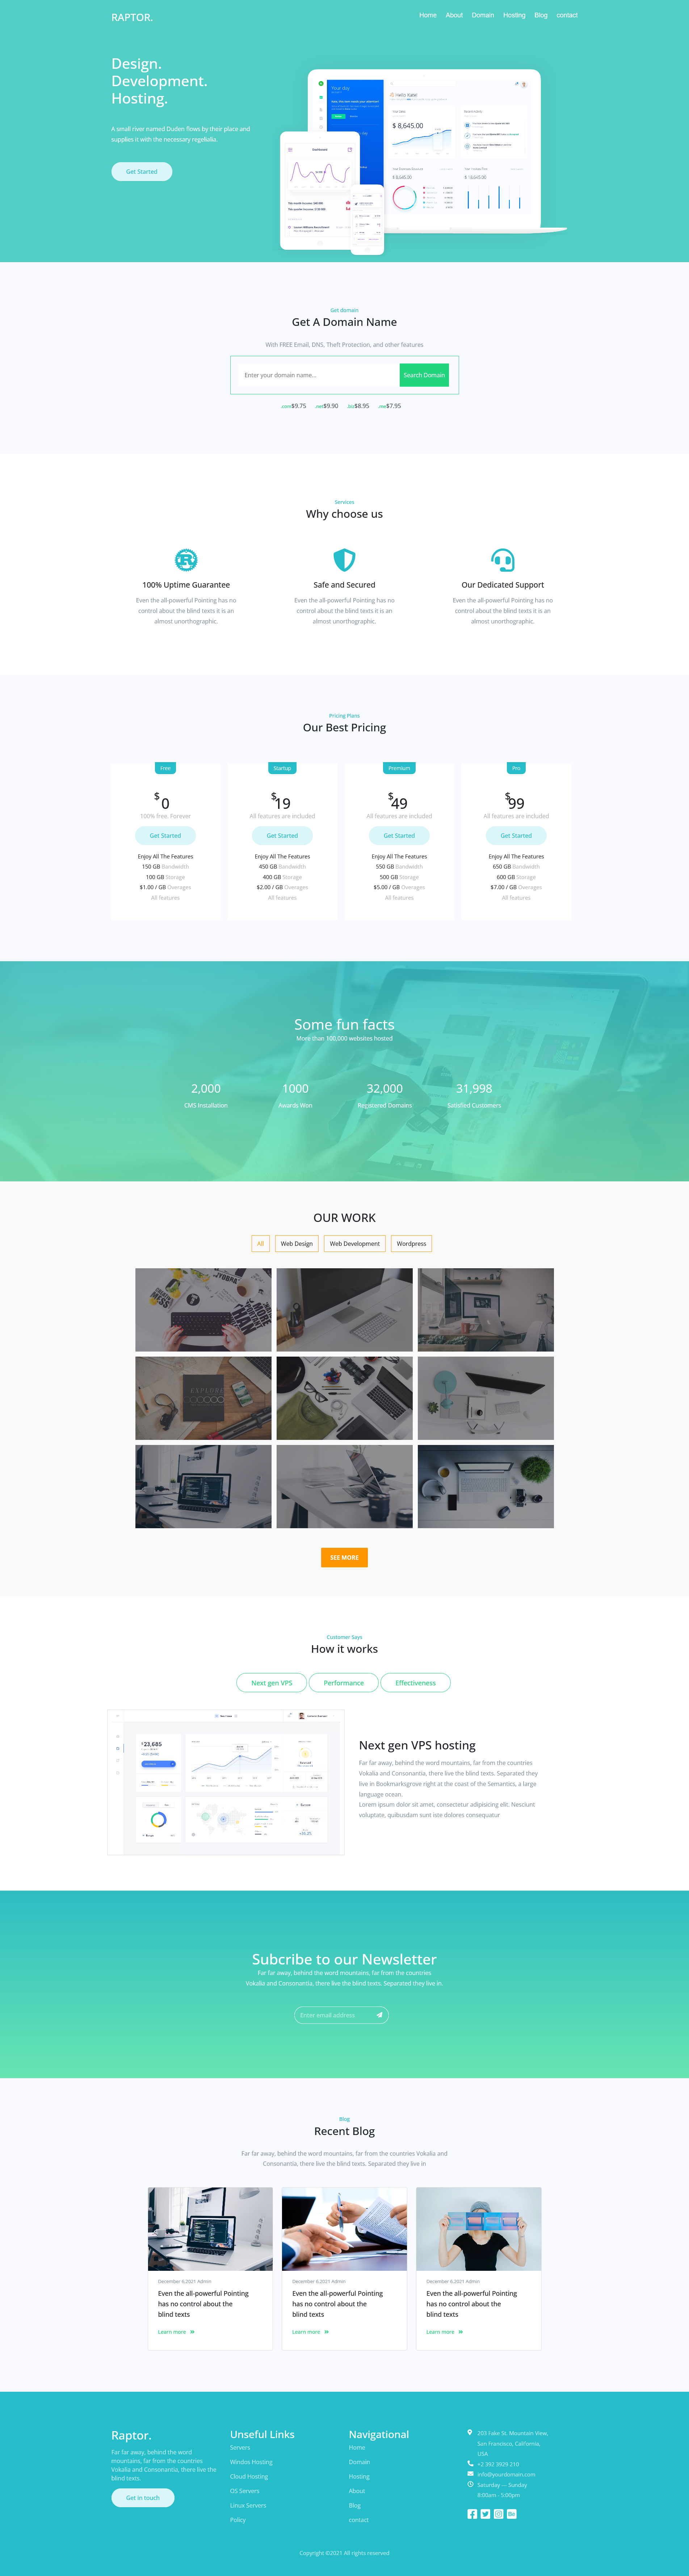 RAPTOR.
Home About Domain Hosting Blog contact
Design.
Development.
Hosting.
A small river named Duden flows by their place and
supplies it with the necessary regelialia.
Get Started
Hello Kate!
$ 8,645.00
Dashboard
Get domain
Get A Domain Name
With FREE Email, DNS, Theft Protection, and other features
Enter your domain name...
Search Domain
.com$9.75 .net$9.90 .biz$8.95 .me$7.95
Services
Why choose us
100% Uptime Guarantee
Even the all-powerful Pointing has no
control about the blind texts it is an
almost unorthographic.
Safe and Secured
Even the all-powerful Pointing has no
control about the blind texts it is an
almost unorthographic.
Our Dedicated Support
Even the all-powerful Pointing has no
control about the blind texts it is an
almost unorthographic.
Pricing Plans
Our Best Pricing
Free
$0
100% free. Forever
Get Started
Enjoy All The Features
150 GB Bandwidth
100 GB Storage
$1.00 / GB Overages
All features
Startup
$19
All features are included
Get Started
Enjoy All The Features
450 GB Bandwidth
400 GB Storage
$2.00 / GB Overages
All features
Premium
$49
All features are included
Get Started
Enjoy All The Features
550 GB Bandwidth
500 GB Storage
$5.00 / GB Overages
All features
Pro
$99
All features are included
Get Started
Enjoy All The Features
650 GB Bandwidth
600 GB Storage
$7.00 / GB Overages
All features
Some fun facts
More than 100,000 websites hosted
2,000
CMS Installation
1000
Awards Won
32,000
Registered Domains
31,998
Satisfied Customers
OUR WORK
All Web Design Web Development Wordpress
EXPLORE
SEE MORE
Customer Says
How it works
Next gen VPS Performance Effectiveness
$23,685
Next gen VPS hosting
Far far away, behind the word mountains, far from the countries
Vokalia and Consonantia, there live the blind texts. Separated they
live in Bookmarksgrove right at the coast of the Semantics, a large
language ocean.
Lorem ipsum dolor sit amet, consectetur adipisicing elit. Nesciunt
voluptate, quibusdam sunt iste dolores consequatur
Subcribe to our Newsletter
Far far away, behind the word mountains, far from the countries
Vokalia and Consonantia, there live the blind texts. Separated they live in.
Enter email address
Blog
Recent Blog
Far far away, behind the word mountains, far from the countries Vokalia and
Consonantia, there live the blind texts. Separated they live in
December 6,2021 Admin
Even the all-powerful Pointing
has no control about the
blind texts
Learn more
December 6,2021 Admin
Even the all-powerful Pointing
has no control about the
blind texts
Learn more
December 6,2021 Admin
Even the all-powerful Pointing
has no control about the
blind texts
Learn more
Raptor.
Far far away, behind the word
mountains, far from the countries
Vokalia and Consonantia, there live the
blind texts.
Get in touch
Unseful Links
Servers
Windos Hosting
Cloud Hosting
OS Servers
Linux Servers
Policy
Navigational
Home
Domain
Hosting
About
Blog
contact
203 Fake St. Mountain View,
San Francisco, California,
USA
+2 392 3929 210
info@yourdomain.com
Saturday — Sunday
8:00am - 5:00pm
Copyright ©2021 All rights reserved